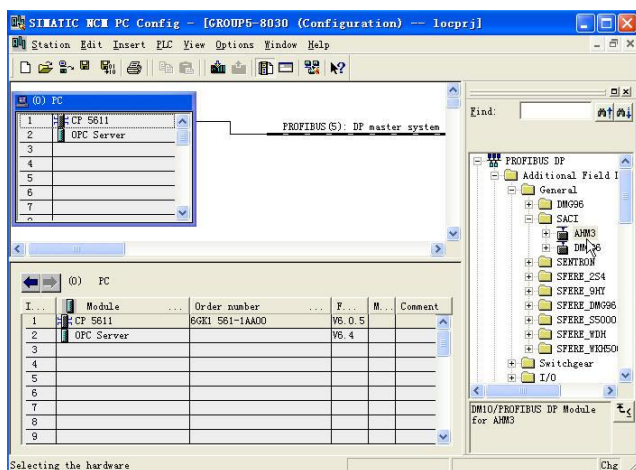 SIMATIC NCM PC Config - [GROUP5-8030 (Configuration) -- locprj]
Station Edit Insert PLC View Options Window Help
(0) PC
1 CP 5611
2 OPC Server
3
4
5
6
7
PROFIBUS(5): DP master system
Find:
PROFIBUS DP
Additional Field I
General
DMG96
SACI
AHM3
SENTRON
SFERE_2S4
SFERE_9HY
SFERE_DMG96
SFERE_S5000
SFERE_WDH
SFERE_WKH50
Switchgear
I/O
DM10/PROFIBUS DP Module for AHM3
(0) PC
I... Module ... Order number ... F... M... Comment
1 CP 5611 6GK1 561-1AA00 V6.0.5
2 OPC Server V6.4
3
4
5
6
7
8
9
Selecting the hardware
Chg